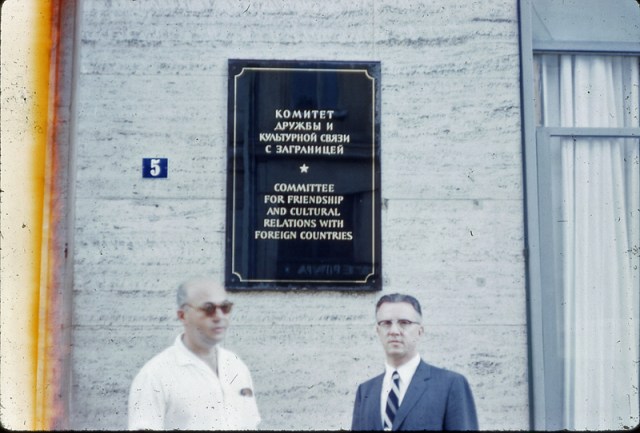 5
КОМИТЕТ
ДРУЖБЫ И
КУЛЬТУРНОЙ СВЯЗИ
С ЗАГРАНИЦЕЙ
COMMITTEE
FOR FRIENDSHIP
AND CULTURAL
RELATIONS WITH
FOREIGN COUNTRIES